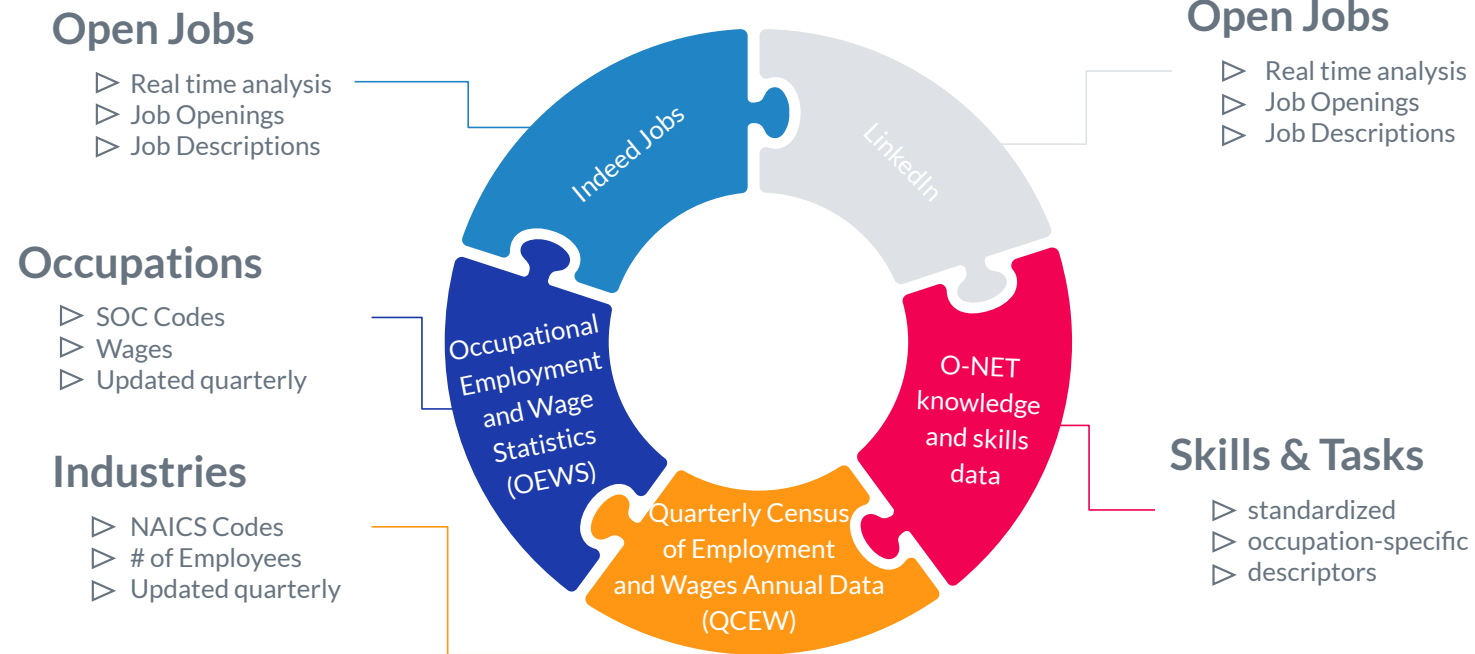 Open Jobs
Real time analysis
Job Openings
Job Descriptions
Open Jobs
Real time analysis
Job Openings
Job Descriptions
Indeed Jobs
LinkedIn
Occupations
SOC Codes
Wages
Updated quarterly
Occupational
Employment
and Wage
Statistics
(OEWS)
O-NET
knowledge
and skills
data
Industries
NAICS Codes
# of Employees
Updated quarterly
Quarterly Census
of Employment
and Wages Annual Data
(QCEW)
Skills & Tasks
standardized
occupation-specific
descriptors